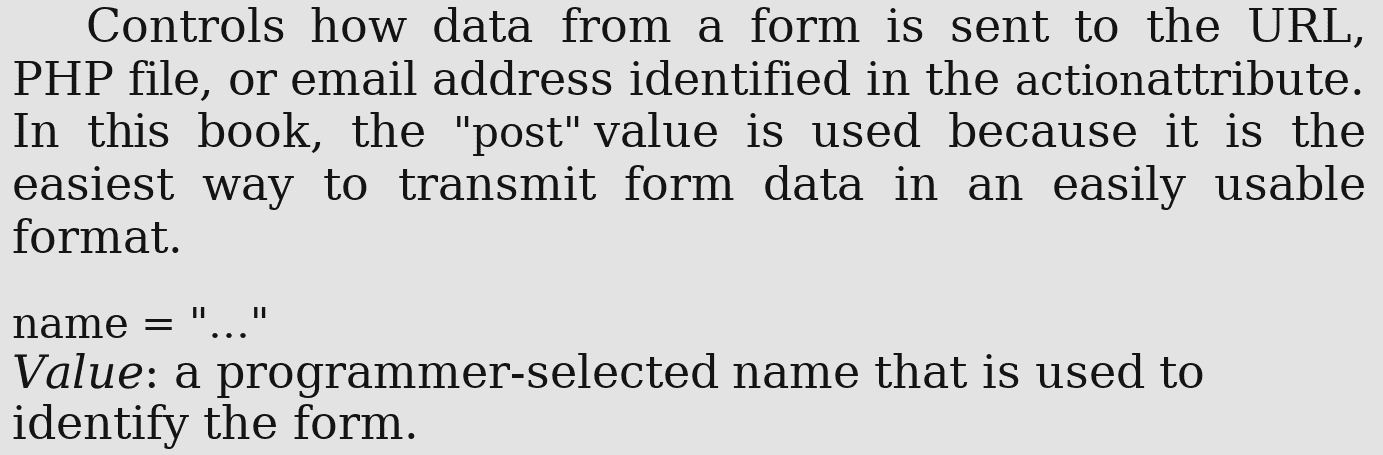 Controls how data from a form is sent to the URL,
PHP file, or email address identified in the actionattribute.
In this book, the "post" value is used because it is the
easiest way to transmit form data in an easily usable
format.
name = "..."
Value: a programmer-selected name that is used to
identify the form.